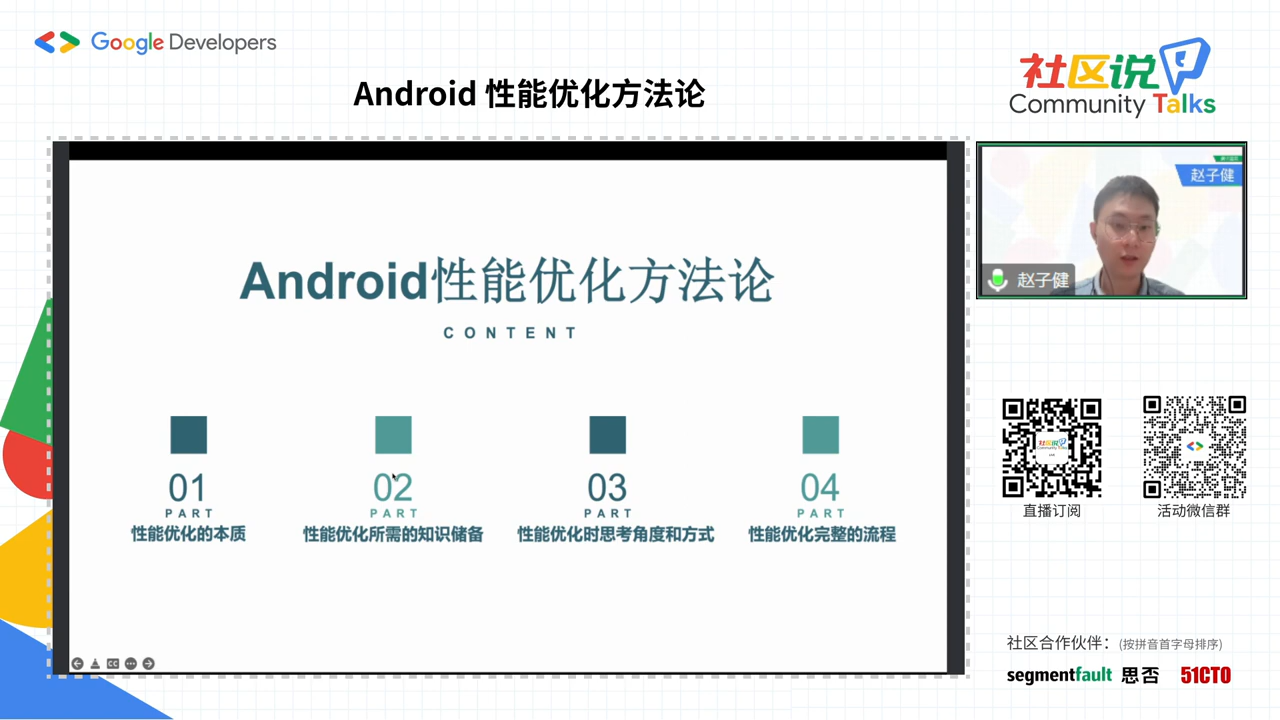 Google Developers
Android 性能优化方法论
社区说
Community Talks
赵子健
赵子健
Android性能优化方法论
CONTENT
01
PART
性能优化的本质
02
PART
性能优化所需的知识储备
03
PART
性能优化时思考角度和方式
04
PART
性能优化完整的流程
CC
直播订阅
活动微信群
社区合作伙伴：(按拼音首字母排序)
segmentfault 思否 51CTO